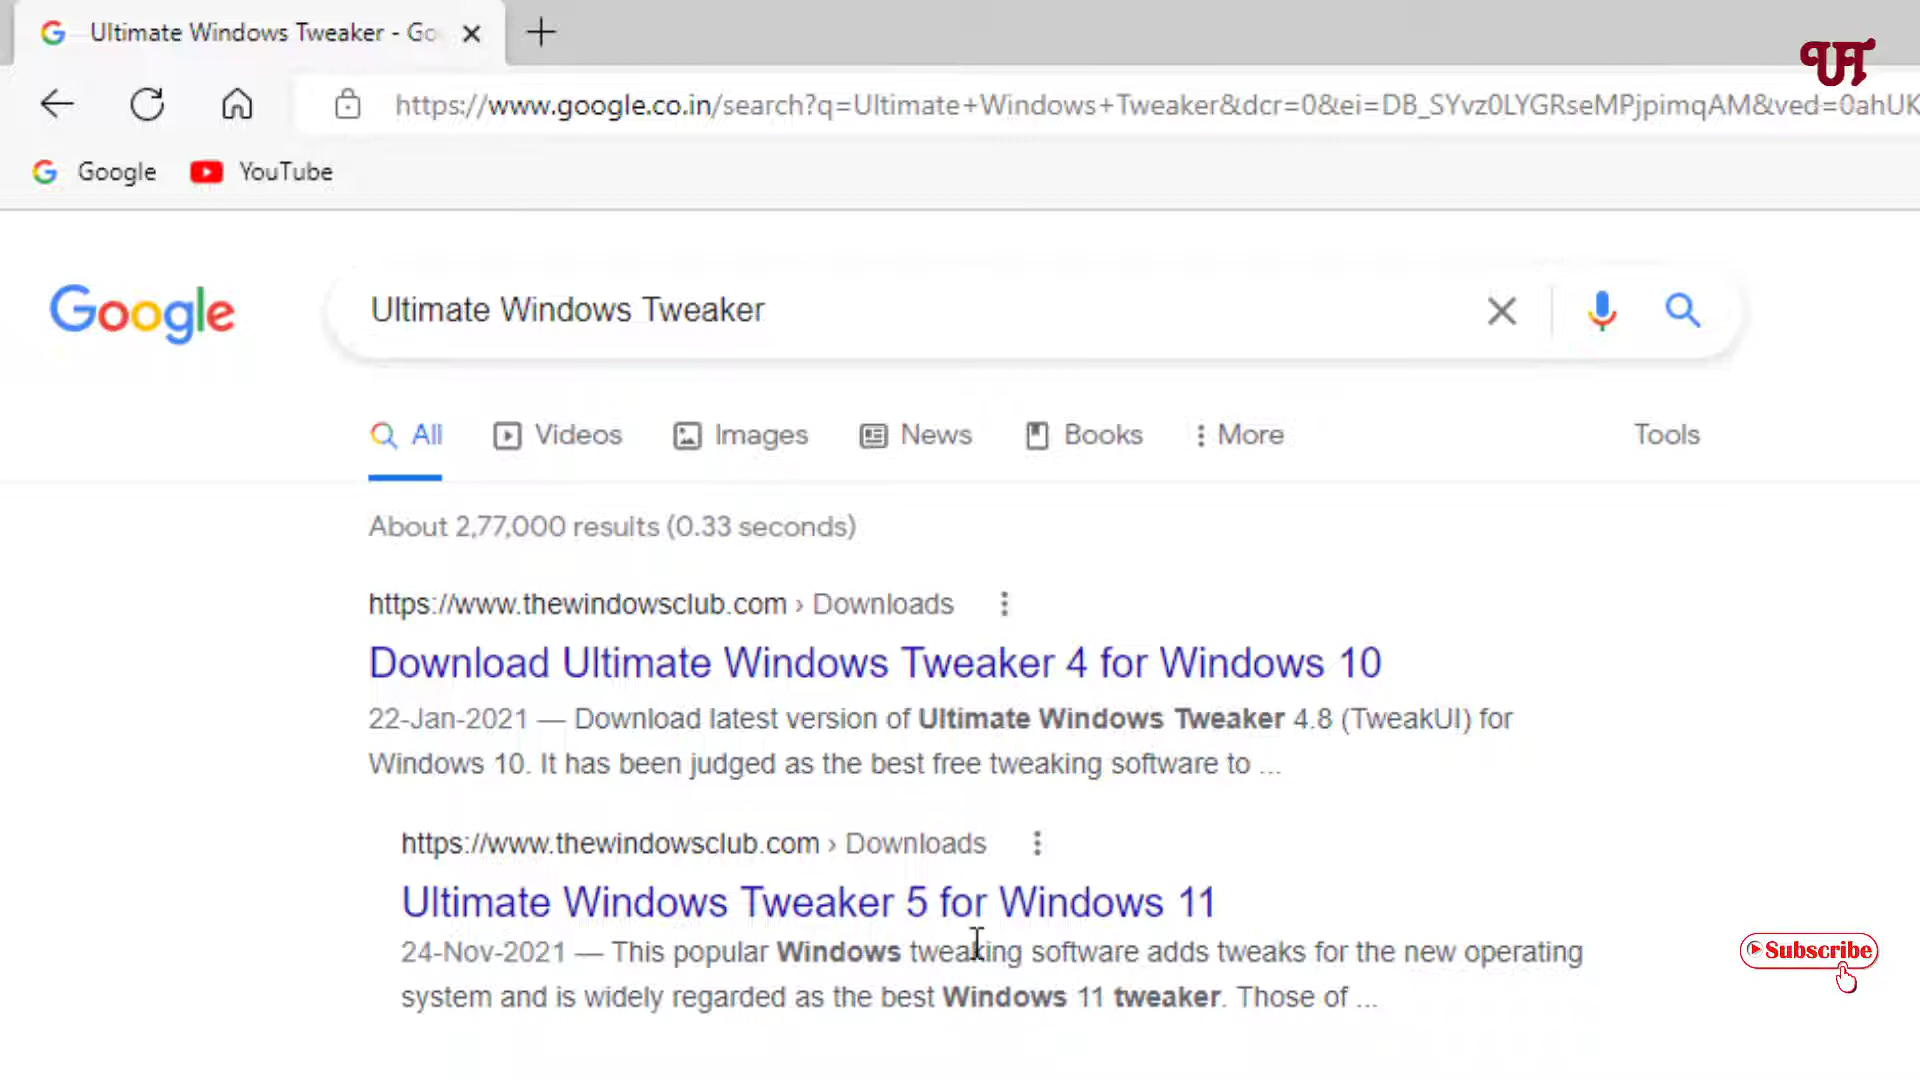 Ultimate Windows Tweaker - Go
UTA
https://www.google.co.in/search?q=Ultimate+Windows+Tweaker&dcr=0&ei=DB_SYvz0LYGRseMPjpimqAM&ved=0ahUK
Google YouTube
Google Ultimate Windows Tweaker
All Videos Images News Books More Tools
About 2,77,000 results (0.33 seconds)
https://www.thewindowsclub.com › Downloads
Download Ultimate Windows Tweaker 4 for Windows 10
22-Jan-2021 — Download latest version of Ultimate Windows Tweaker 4.8 (TweakUI) for
Windows 10. It has been judged as the best free tweaking software to ...
https://www.thewindowsclub.com › Downloads
Ultimate Windows Tweaker 5 for Windows 11
24-Nov-2021 — This popular Windows tweaking software adds tweaks for the new operating
system and is widely regarded as the best Windows 11 tweaker. Those of ...
Subscribe